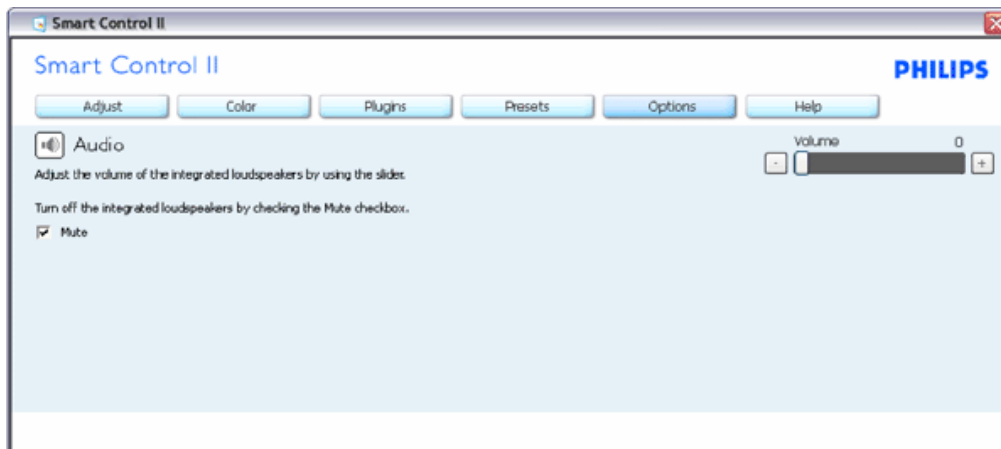 Smart Control II
Smart Control II
PHILIPS
Adjust Color Plugins Presets Options Help
Audio
Volume 0
- +
Adjust the volume of the integrated loudspeakers by using the slider.
Turn off the integrated loudspeakers by checking the Mute checkbox.
Mute